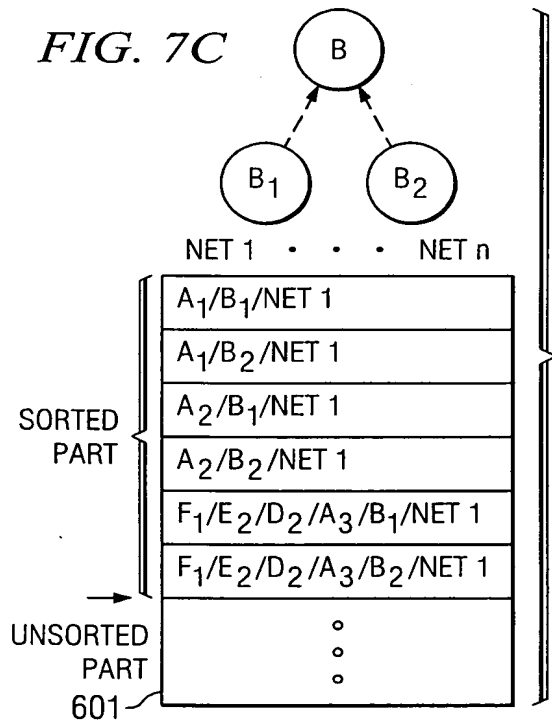 FIG. 7C
B
B₁
B₂
NET 1 · · · NET n
A₁/B₁/NET 1
A₁/B₂/NET 1
A₂/B₁/NET 1
A₂/B₂/NET 1
F₁/E₂/D₂/A₃/B₁/NET 1
F₁/E₂/D₂/A₃/B₂/NET 1
SORTED
PART
UNSORTED
PART
601